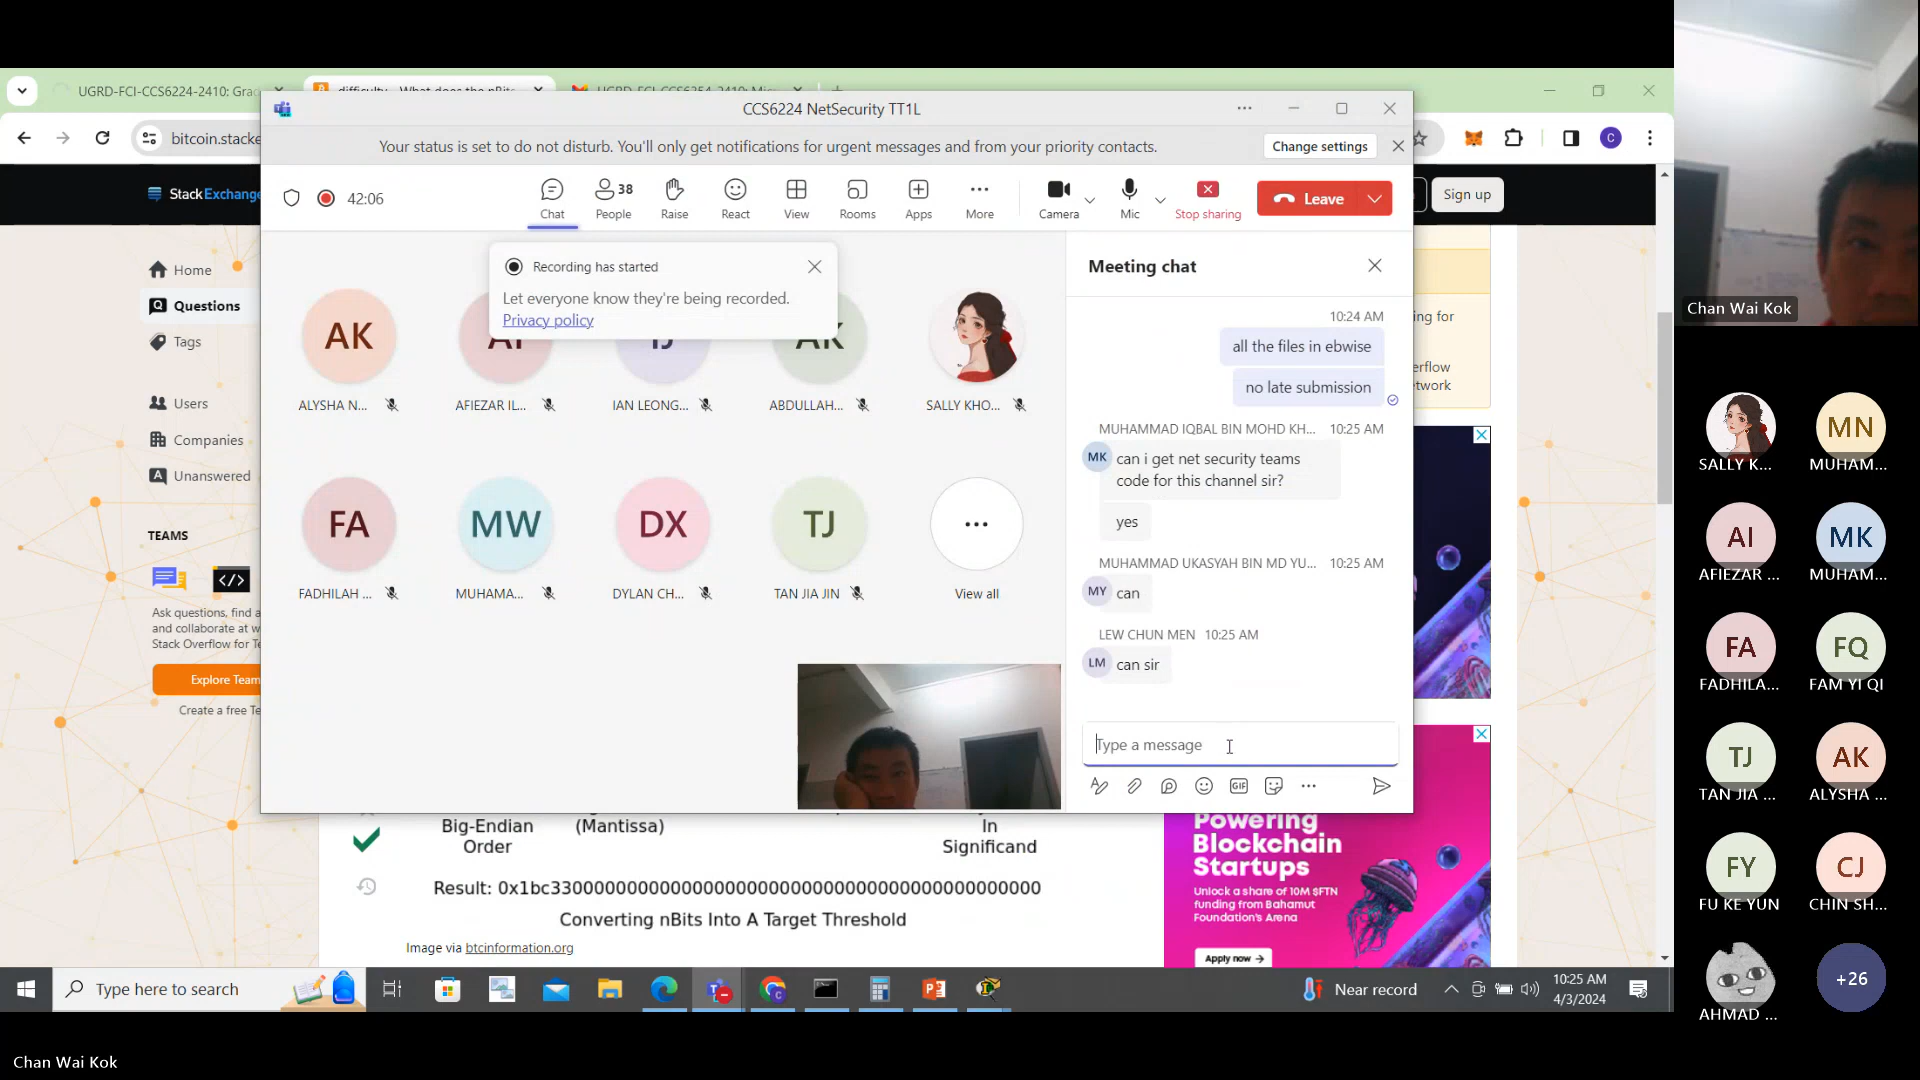 UGRD-FCI-CCS6224-2410: Gra
difficulty - What does the nBits
UGRD-FCI-CCS6354-2410: Mi
bitcoin.stacke
StackExchange
Sign up
Home
Questions
Tags
Users
Companies
Unanswered
TEAMS
Ask questions, find a
and collaborate at w
Stack Overflow for Te
Explore Team
Create a free Te
CCS6224 NetSecurity TT1L
Your status is set to do not disturb. You'll only get notifications for urgent messages and from your priority contacts.
Change settings
42:06
Chat
38
People
Raise
React
View
Rooms
Apps
More
Camera
Mic
Stop sharing
Leave
Recording has started
Let everyone know they're being recorded.
Privacy policy
AK
ALYSHA N...
AFIEZAR IL...
IAN LEONG...
ABDULLAH...
SALLY KHO...
FA
FADHILAH ...
MW
MUHAMA...
DX
DYLAN CH...
TJ
TAN JIA JIN
View all
Meeting chat
10:24 AM
all the files in ebwise
no late submission
MUHAMMAD IQBAL BIN MOHD KH... 10:25 AM
MK
can i get net security teams
code for this channel sir?
yes
MUHAMMAD UKASYAH BIN MD YU... 10:25 AM
MY
can
LEW CHUN MEN 10:25 AM
LM
can sir
Type a message
GIF
ing for
erflow
twork
Big-Endian
Order
(Mantissa)
In
Significand
Result: 0x1bc330000000000000000000000000000000000000000000
Converting nBits Into A Target Threshold
Image via btcinformation.org
Powering
Blockchain
Startups
Unlock a share of 10M $FTN
funding from Bahamut
Foundation's Arena
Apply now →
Type here to search
Near record
10:25 AM
4/3/2024
Chan Wai Kok
Chan Wai Kok
SALLY K...
MN
MUHAM...
AI
AFIEZAR ...
MK
MUHAM...
FA
FADHILA...
FQ
FAM YI QI
TJ
TAN JIA ...
AK
ALYSHA ...
FY
FU KE YUN
CJ
CHIN SH...
AHMAD ...
+26